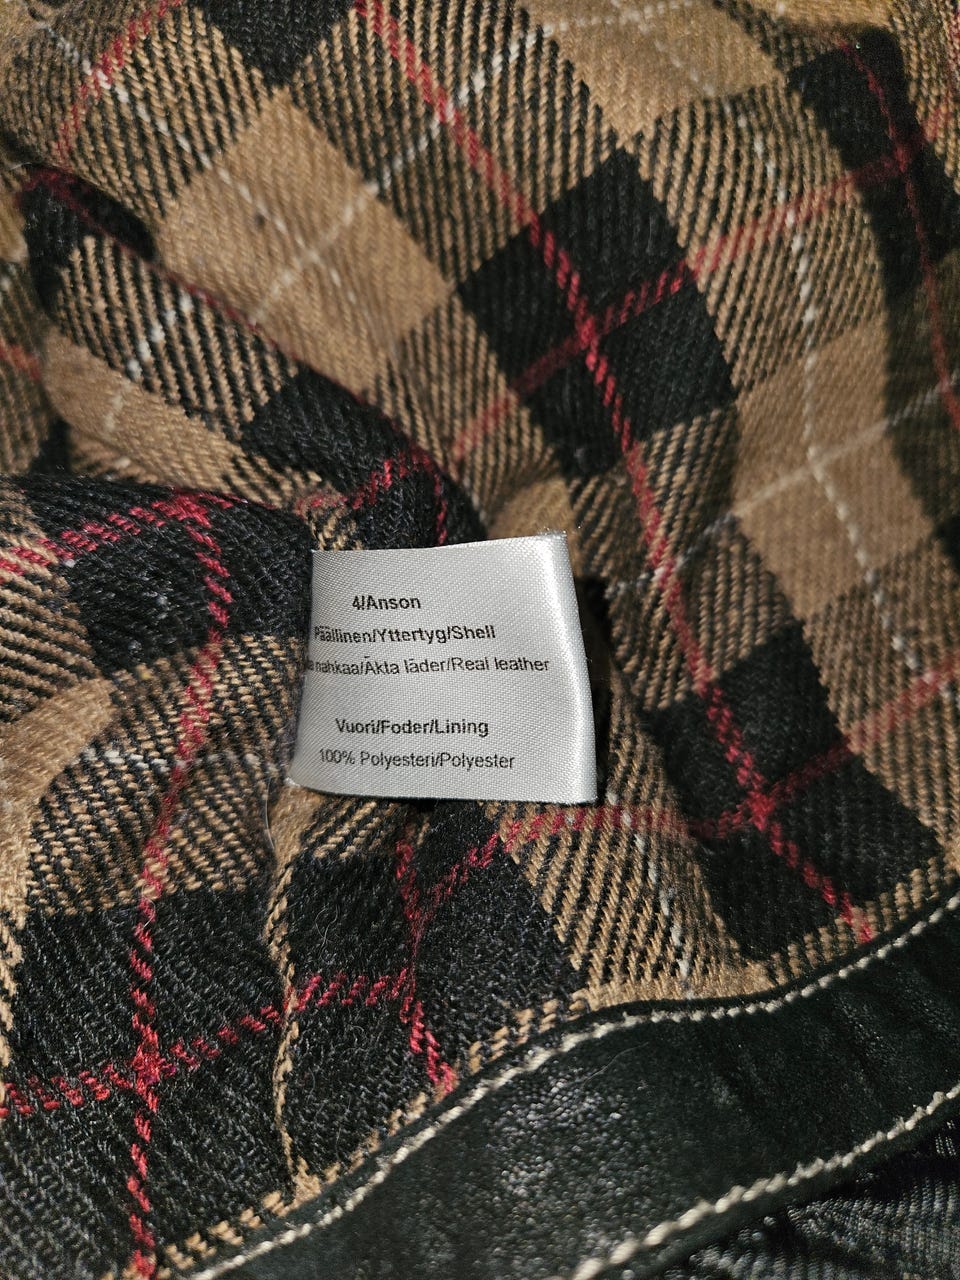 4/Anson
Päällinen/Yttertyg/Shell
nahkaa/Äkta läder/Real leather
Vuori/Foder/Lining
100% Polyesteri/Polyester